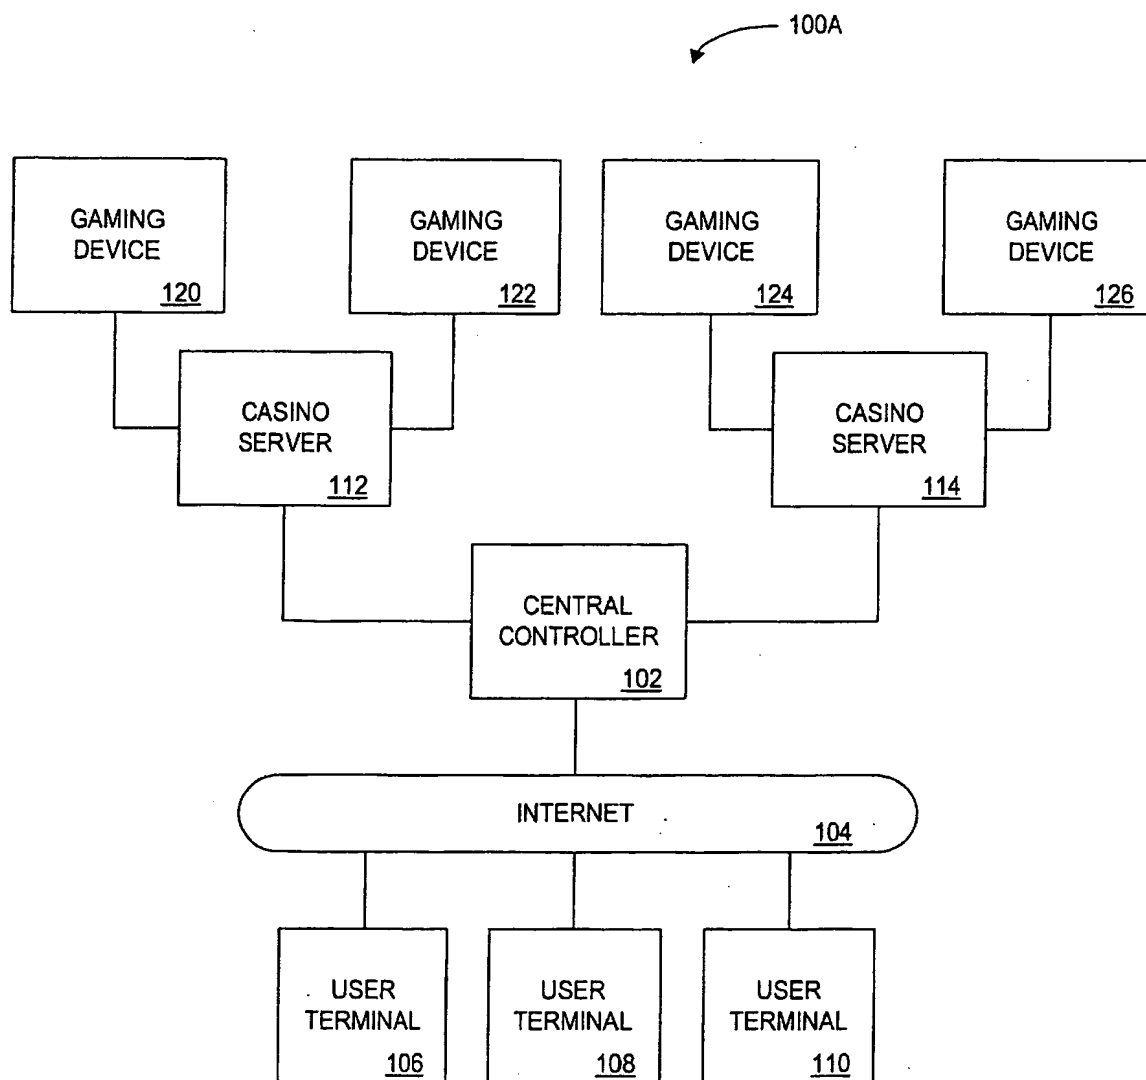 100A
GAMING
DEVICE
120
GAMING
DEVICE
122
GAMING
DEVICE
124
GAMING
DEVICE
126
CASINO
SERVER
112
CASINO
SERVER
114
CENTRAL
CONTROLLER
102
INTERNET
104
USER
TERMINAL
106
USER
TERMINAL
108
USER
TERMINAL
110